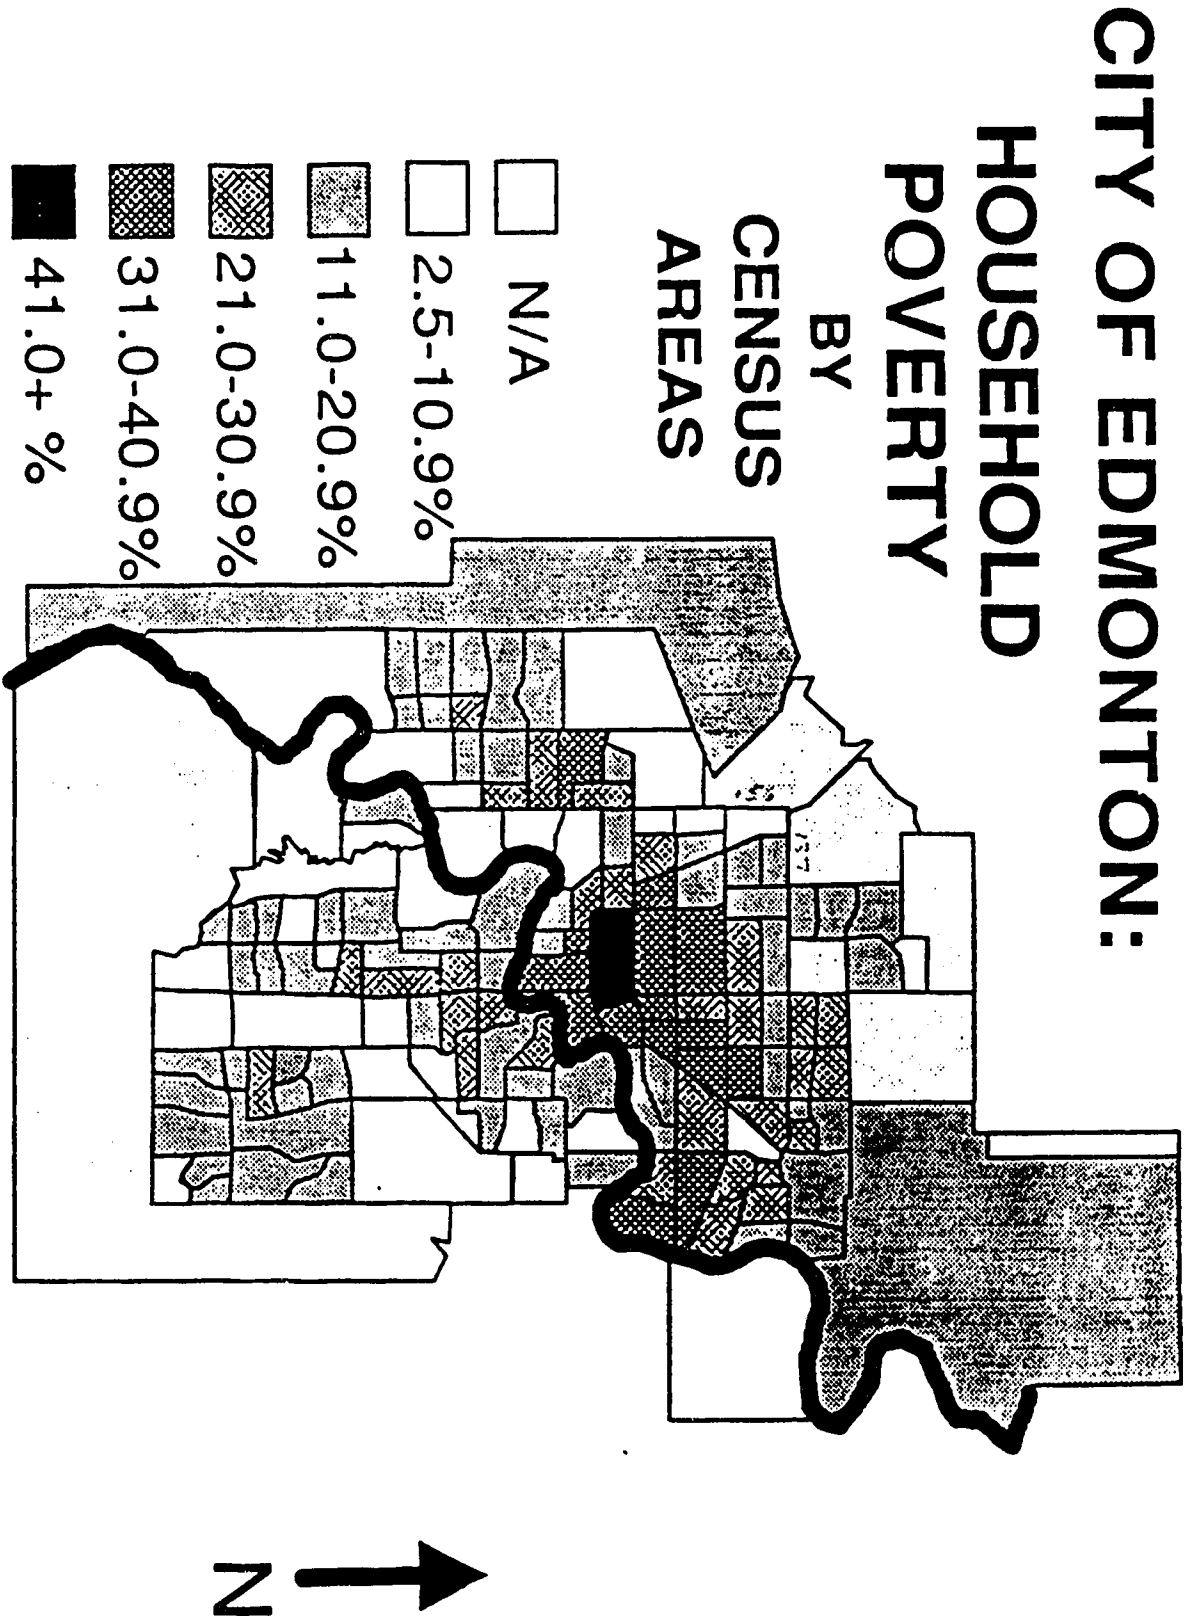 CITY OF EDMONTON:
HOUSEHOLD
POVERTY
BY
CENSUS
AREAS
N/A
2.5-10.9%
11.0-20.9%
21.0-30.9%
31.0-40.9%
41.0+ %
N